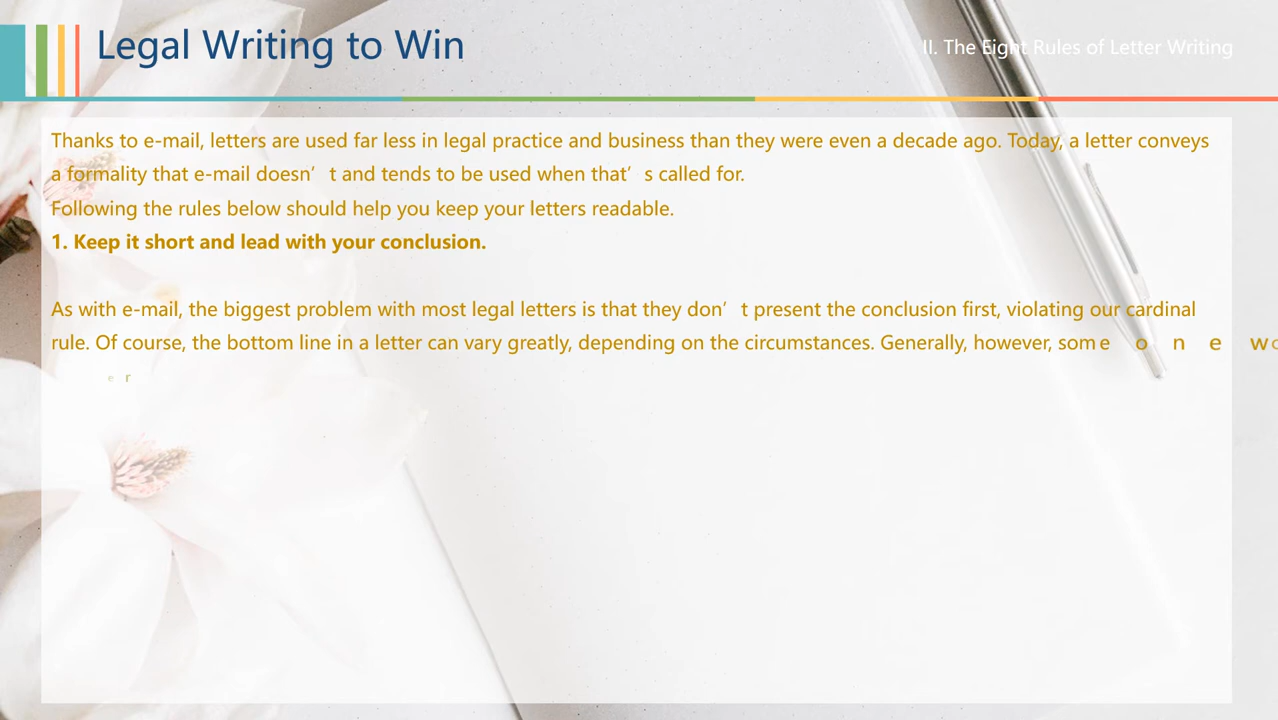 Legal Writing to Win
II. The Eight Rules of Letter Writing
Thanks to e-mail, letters are used far less in legal practice and business than they were even a decade ago. Today, a letter conveys
a formality that e-mail doesn’t and tends to be used when that’s called for.
Following the rules below should help you keep your letters readable.
1. Keep it short and lead with your conclusion.
As with e-mail, the biggest problem with most legal letters is that they don’t present the conclusion first, violating our cardinal
rule. Of course, the bottom line in a letter can vary greatly, depending on the circumstances. Generally, however, someone